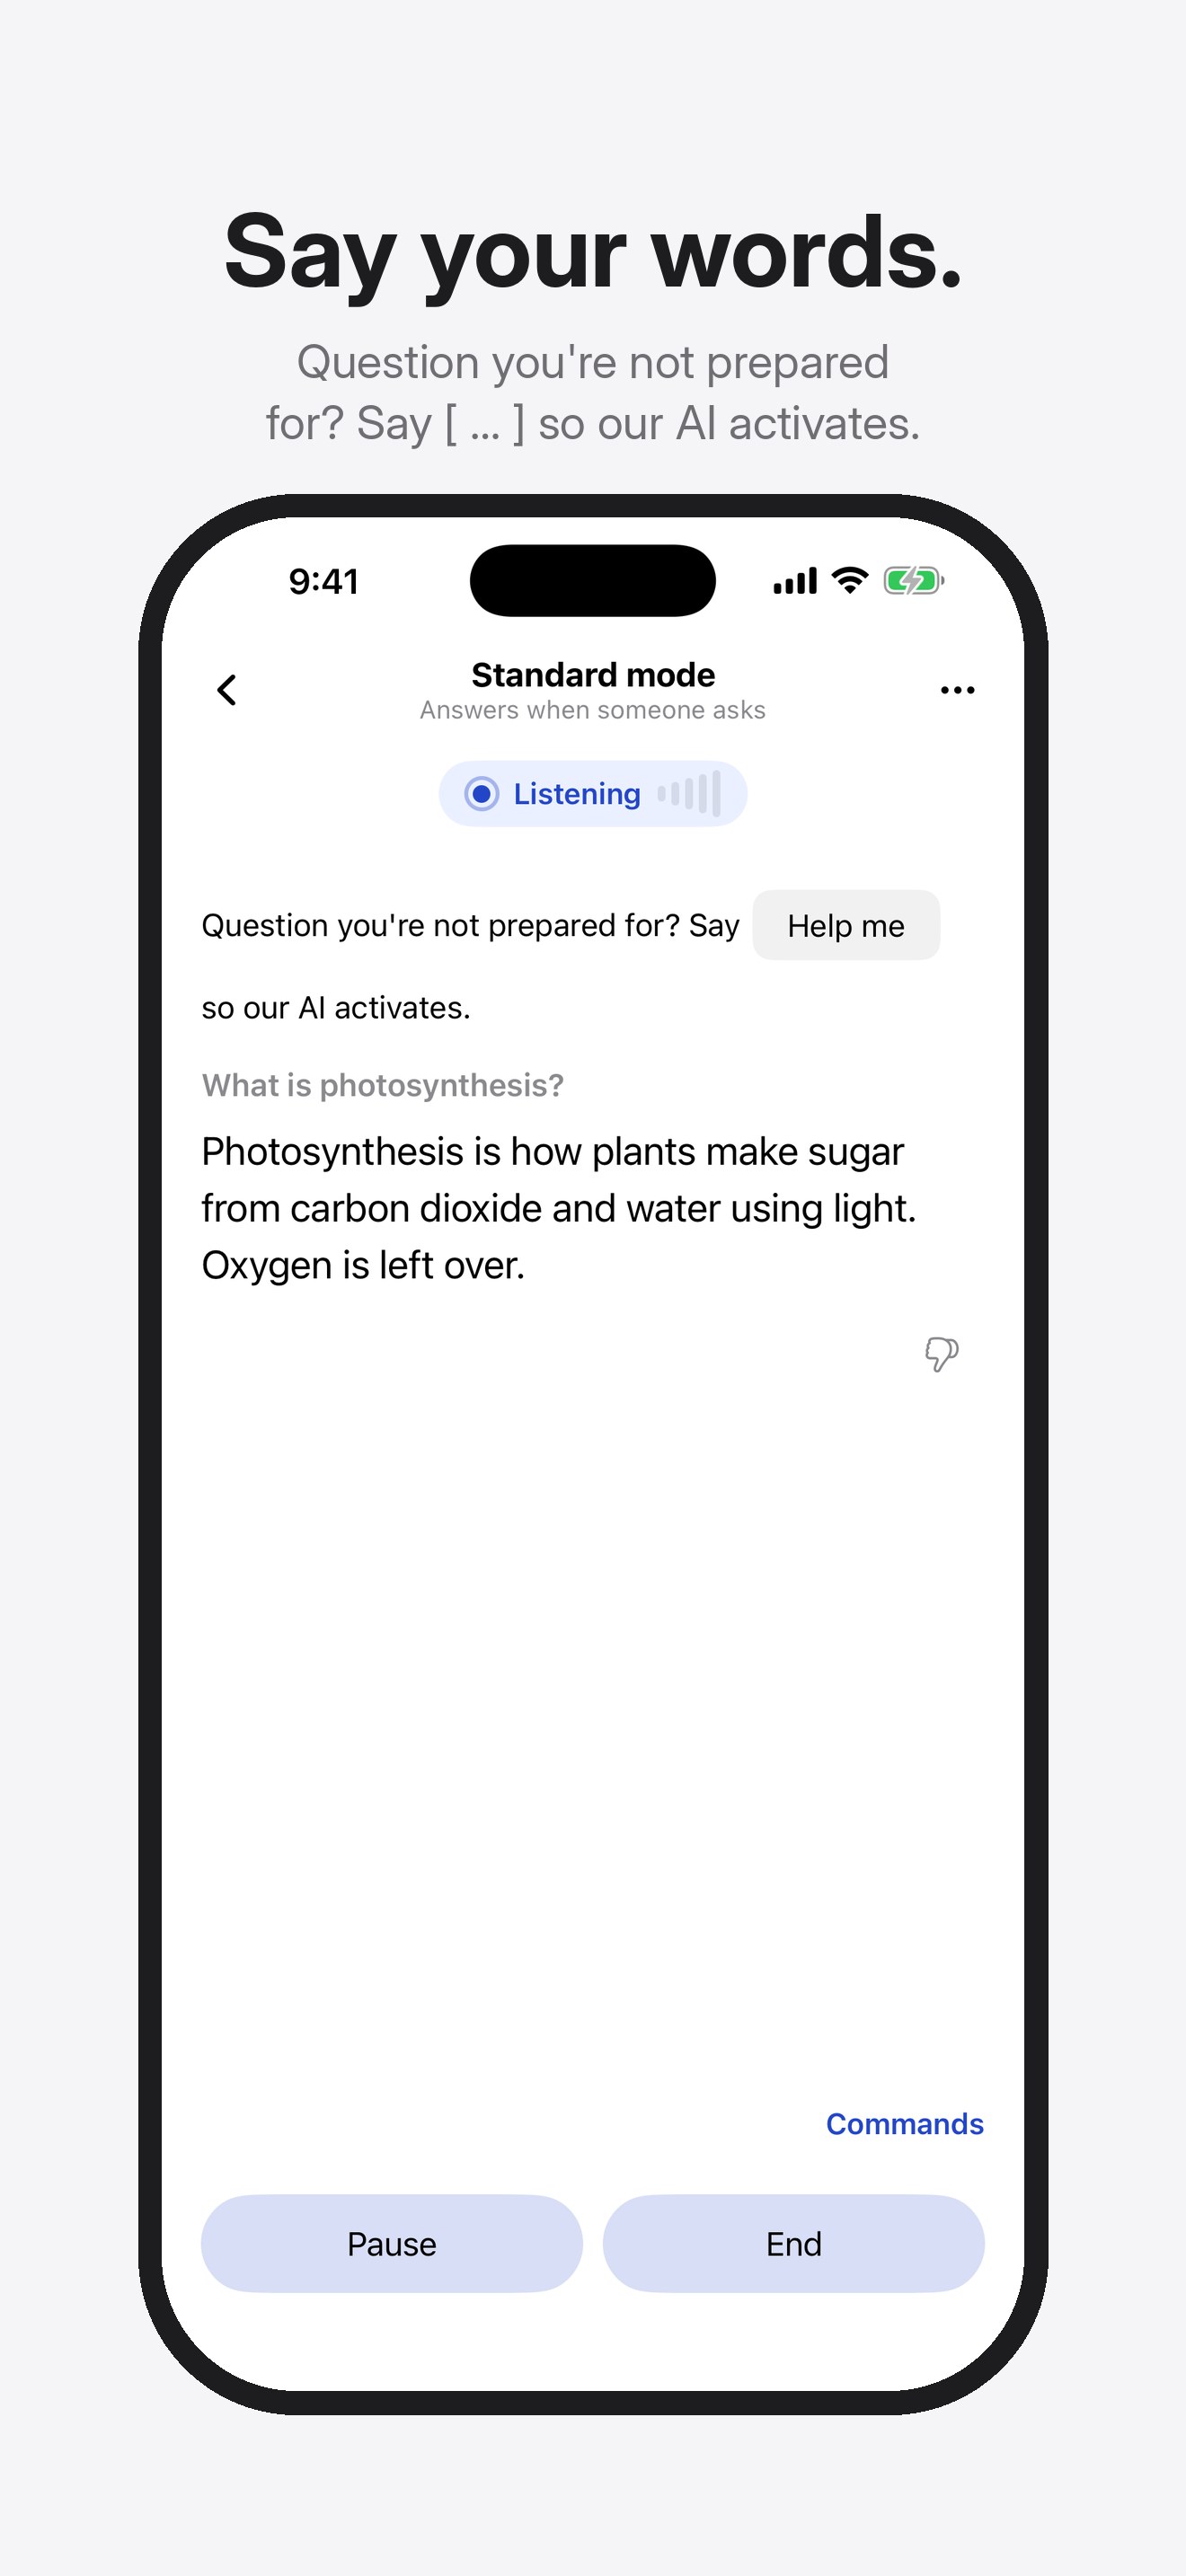 Say your words.
Question you're not prepared
for? Say [ ... ] so our AI activates.
9:41
Standard mode
Answers when someone asks
Listening
Question you're not prepared for? Say Help me
so our AI activates.
What is photosynthesis?
Photosynthesis is how plants make sugar
from carbon dioxide and water using light.
Oxygen is left over.
Commands
Pause
End